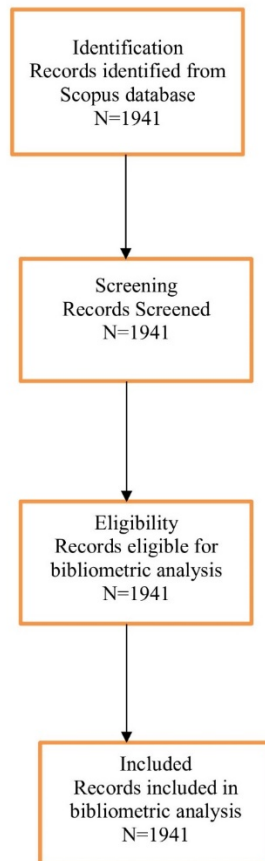 Identification
Records identified from
Scopus database
N=1941
Screening
Records Screened
N=1941
Eligibility
Records eligible for
bibliometric analysis
N=1941
Included
Records included in
bibliometric analysis
N=1941